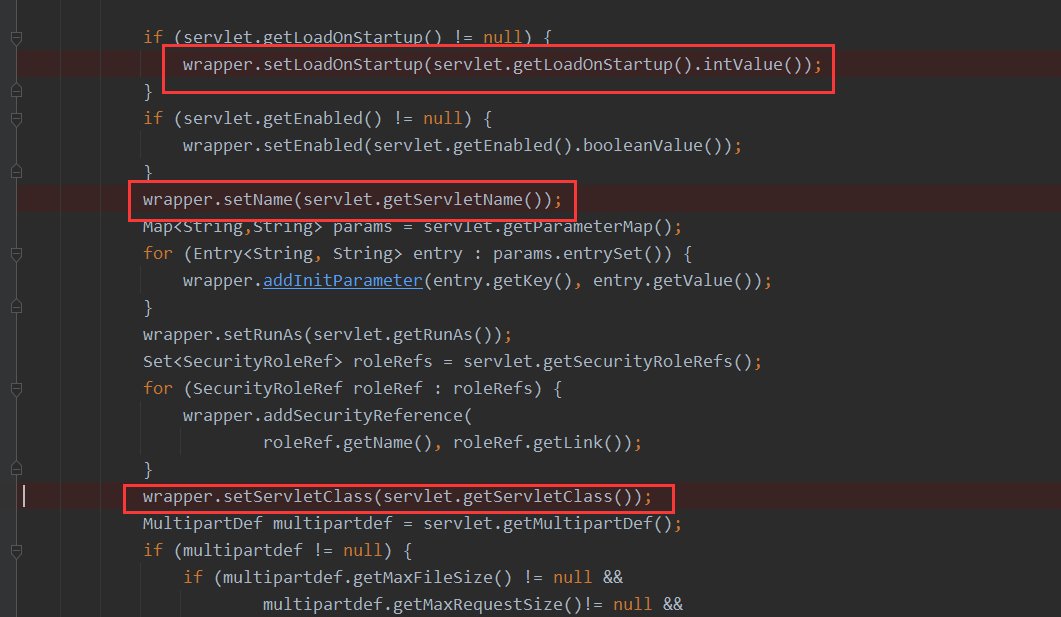 if (servlet.getLoadOnStartup() != null) {
wrapper.setLoadOnStartup(servlet.getLoadOnStartup().intValue());
}
if (servlet.getEnabled() != null) {
wrapper.setEnabled(servlet.getEnabled().booleanValue());
}
wrapper.setName(servlet.getServletName());
Map<String,String> params = servlet.getParameterMap();
for (Entry<String, String> entry : params.entrySet()) {
wrapper.addInitParameter(entry.getKey(), entry.getValue());
}
wrapper.setRunAs(servlet.getRunAs());
Set<SecurityRoleRef> roleRefs = servlet.getSecurityRoleRefs();
for (SecurityRoleRef roleRef : roleRefs) {
wrapper.addSecurityReference(
roleRef.getName(), roleRef.getLink());
}
wrapper.setServletClass(servlet.getServletClass());
MultipartDef multipartdef = servlet.getMultipartDef();
if (multipartdef != null) {
if (multipartdef.getMaxFileSize() != null &&
multipartdef.getMaxRequestSize()!= null &&